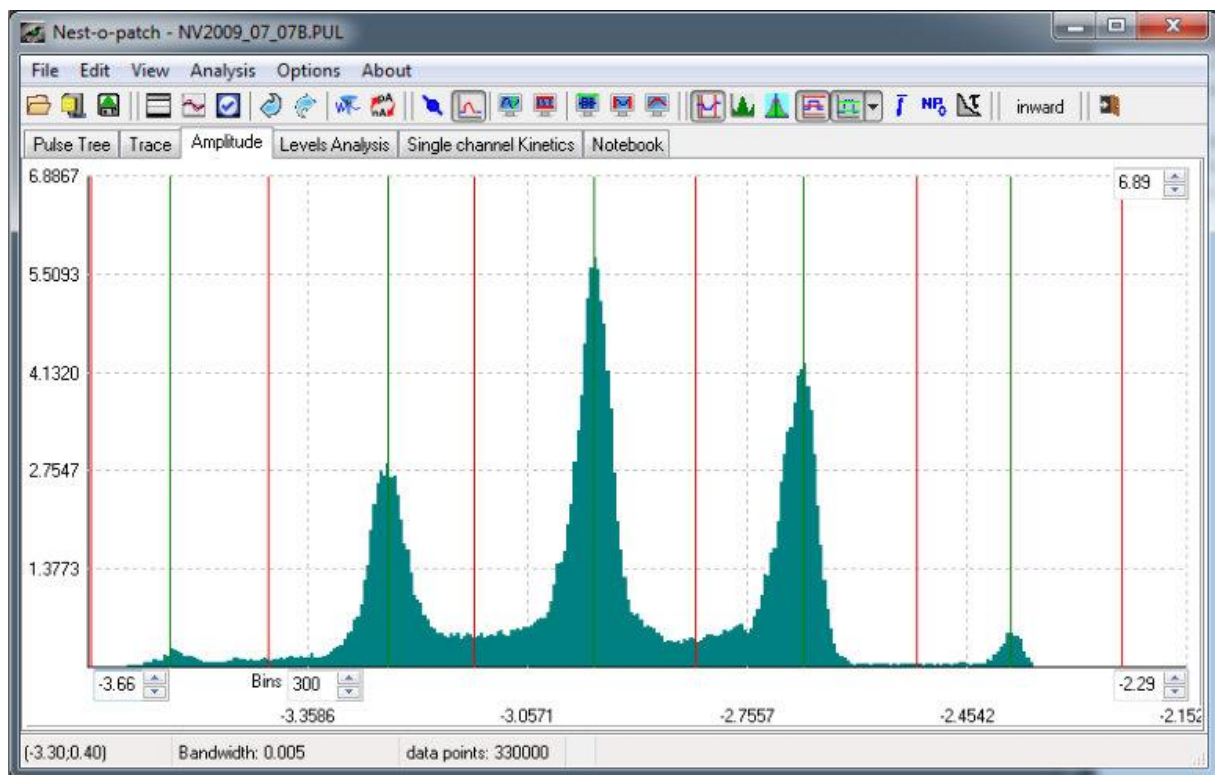 Nest-o-patch - NV2009_07_07B.PUL
File Edit View Analysis Options About
inward
Pulse Tree Trace Amplitude Levels Analysis Single channel Kinetics Notebook
6.8867 6.89
5.5093
4.1320
2.7547
1.3773
-3.66 Bins 300 -2.29
-3.3586 -3.0571 -2.7557 -2.4542 -2.152
(-3.30;0.40) Bandwidth: 0.005 data points: 330000